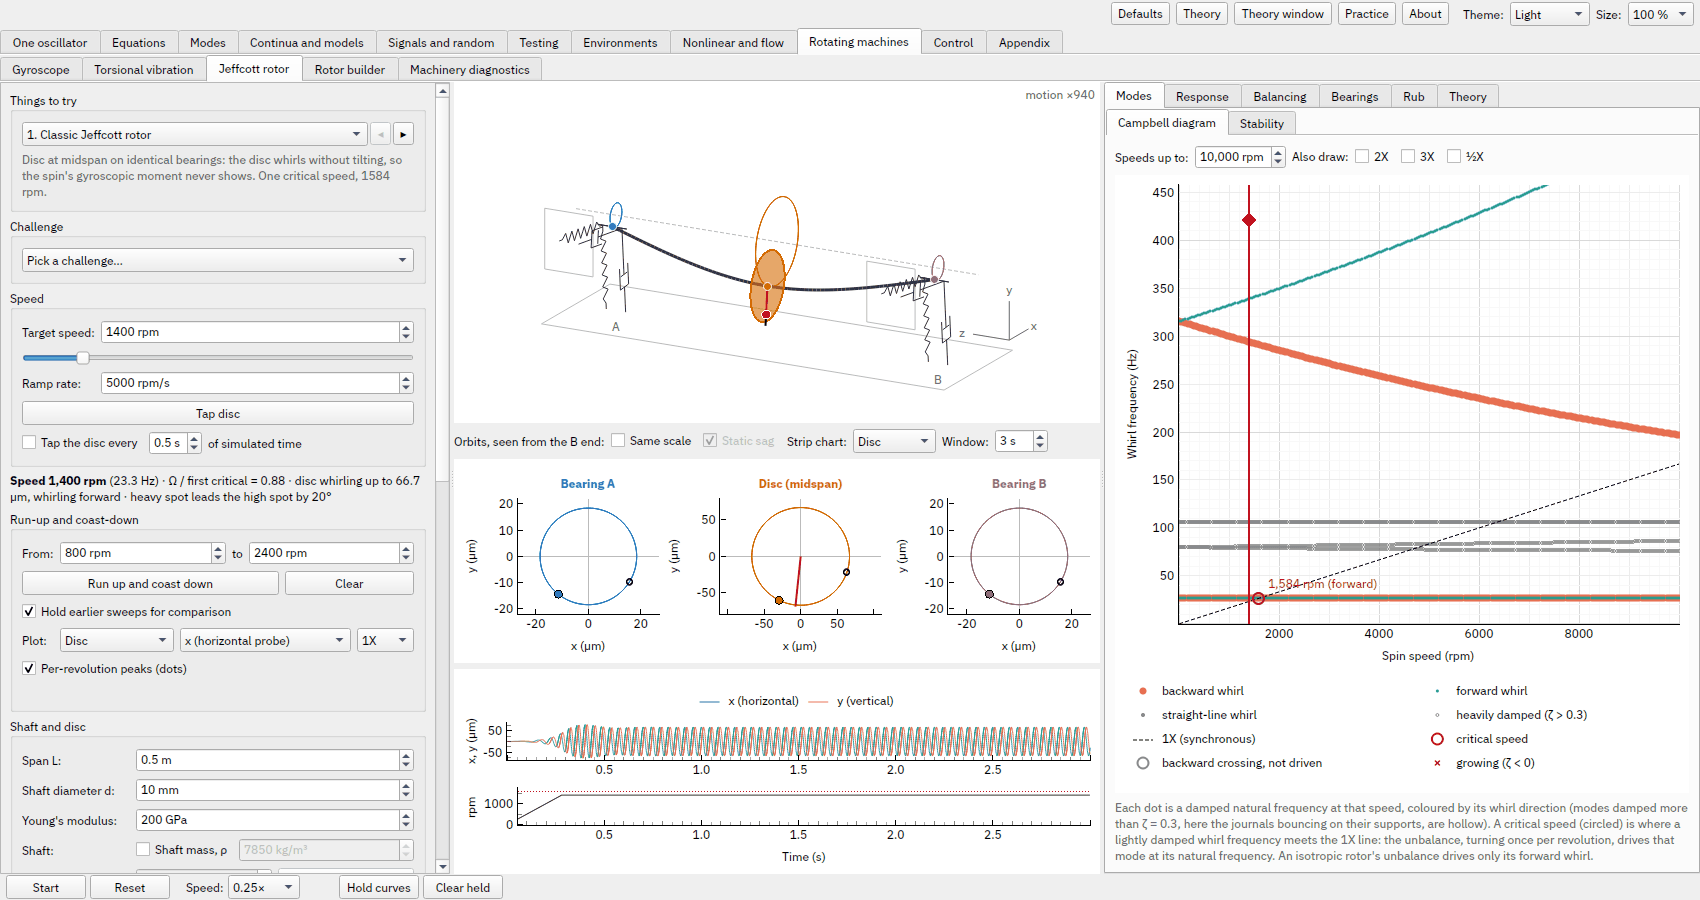 Defaults Theory Theory window Practice About Theme: Light Size: 100 %
One oscillator Equations Modes Continua and models Signals and random Testing Environments Nonlinear and flow Rotating machines Control Appendix
Gyroscope Torsional vibration Jeffcott rotor Rotor builder Machinery diagnostics
Things to try
1. Classic Jeffcott rotor
Disc at midspan on identical bearings: the disc whirls without tilting, so
the spin's gyroscopic moment never shows. One critical speed, 1584
rpm.
Challenge
Pick a challenge...
Speed
Target speed: 1400 rpm
Ramp rate: 5000 rpm/s
Tap disc
Tap the disc every 0.5 s of simulated time
Speed 1,400 rpm (23.3 Hz) · Ω / first critical = 0.88 · disc whirling up to 66.7
µm, whirling forward · heavy spot leads the high spot by 20°
Run-up and coast-down
From: 800 rpm to 2400 rpm
Run up and coast down Clear
Hold earlier sweeps for comparison
Plot: Disc x (horizontal probe) 1X
Per-revolution peaks (dots)
Shaft and disc
Span L: 0.5 m
Shaft diameter d: 10 mm
Young's modulus: 200 GPa
Shaft: Shaft mass, ρ 7850 kg/m³
Start Reset Speed: 0.25× Hold curves Clear held
motion ×940
A
B
y
z
x
Orbits, seen from the B end: Same scale Static sag Strip chart: Disc Window: 3 s
Bearing A
y (µm)
20
10
0
-10
-20
-20 0 20
x (µm)
Disc (midspan)
y (µm)
50
0
-50
-50 0 50
x (µm)
Bearing B
y (µm)
20
10
0
-10
-20
-20 0 20
x (µm)
x (horizontal) y (vertical)
x, y (µm)
50
-50
0.5 1.0 1.5 2.0 2.5
rpm
1000
0
0.5 1.0 1.5 2.0 2.5
Time (s)
Modes Response Balancing Bearings Rub Theory
Campbell diagram Stability
Speeds up to: 10,000 rpm Also draw: 2X 3X ½X
Whirl frequency (Hz)
450
400
350
300
250
200
150
100
50
1,584 rpm (forward)
2000 4000 6000 8000
Spin speed (rpm)
backward whirl forward whirl
straight-line whirl heavily damped (ζ > 0.3)
1X (synchronous) critical speed
backward crossing, not driven growing (ζ < 0)
Each dot is a damped natural frequency at that speed, coloured by its whirl direction (modes damped more
than ζ = 0.3, here the journals bouncing on their supports, are hollow). A critical speed (circled) is where a
lightly damped whirl frequency meets the 1X line: the unbalance, turning once per revolution, drives that
mode at its natural frequency. An isotropic rotor's unbalance drives only its forward whirl.